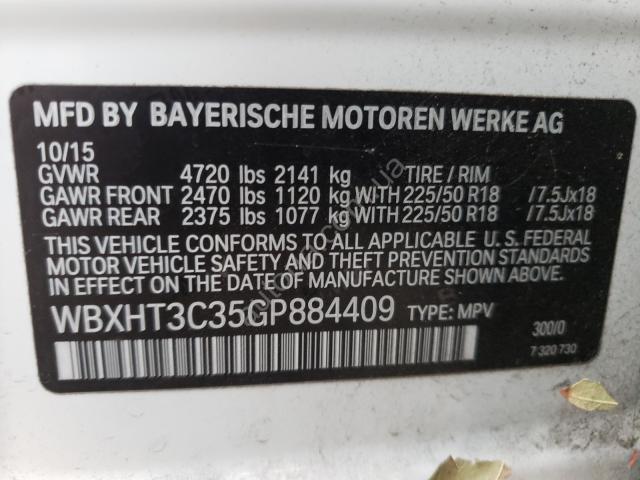 MFD BY BAYERISCHE MOTOREN WERKE AG
10/15
GVWR 4720 lbs 2141 kg TIRE / RIM
GAWR FRONT 2470 lbs 1120 kg WITH 225/50 R18 /7.5Jx18
GAWR REAR 2375 lbs 1077 kg WITH 225/50 R18 /7.5Jx18
THIS VEHICLE CONFORMS TO ALL APPLICABLE U. S. FEDERAL
MOTOR VEHICLE SAFETY AND THEFT PREVENTION STANDARDS
IN EFFECT ON THE DATE OF MANUFACTURE SHOWN ABOVE.
WBXHT3C35GP884409 TYPE: MPV
300/0
7 320 730